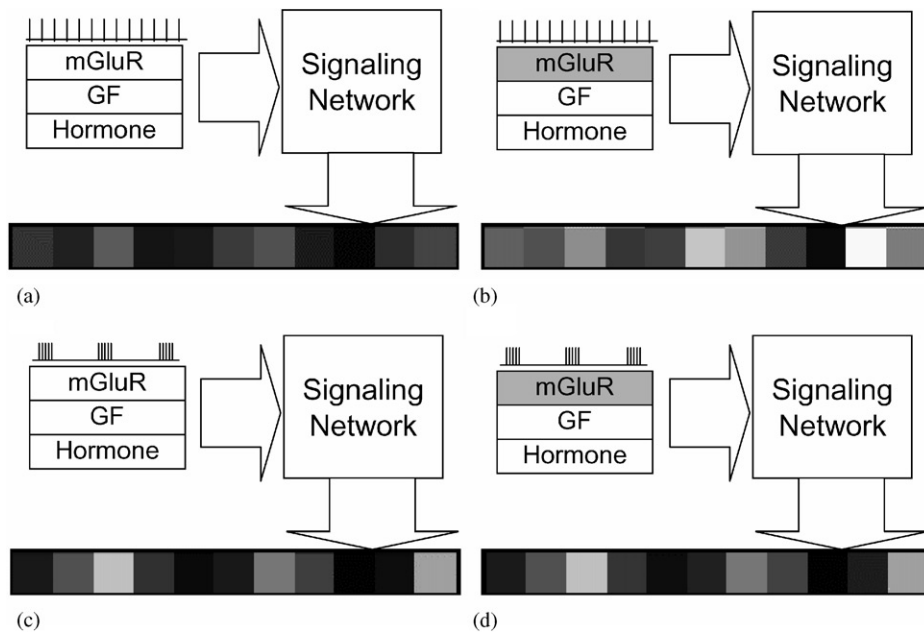 mGluR
GF
Hormone
Signaling
Network
(a)
mGluR
GF
Hormone
Signaling
Network
(b)
mGluR
GF
Hormone
Signaling
Network
(c)
mGluR
GF
Hormone
Signaling
Network
(d)